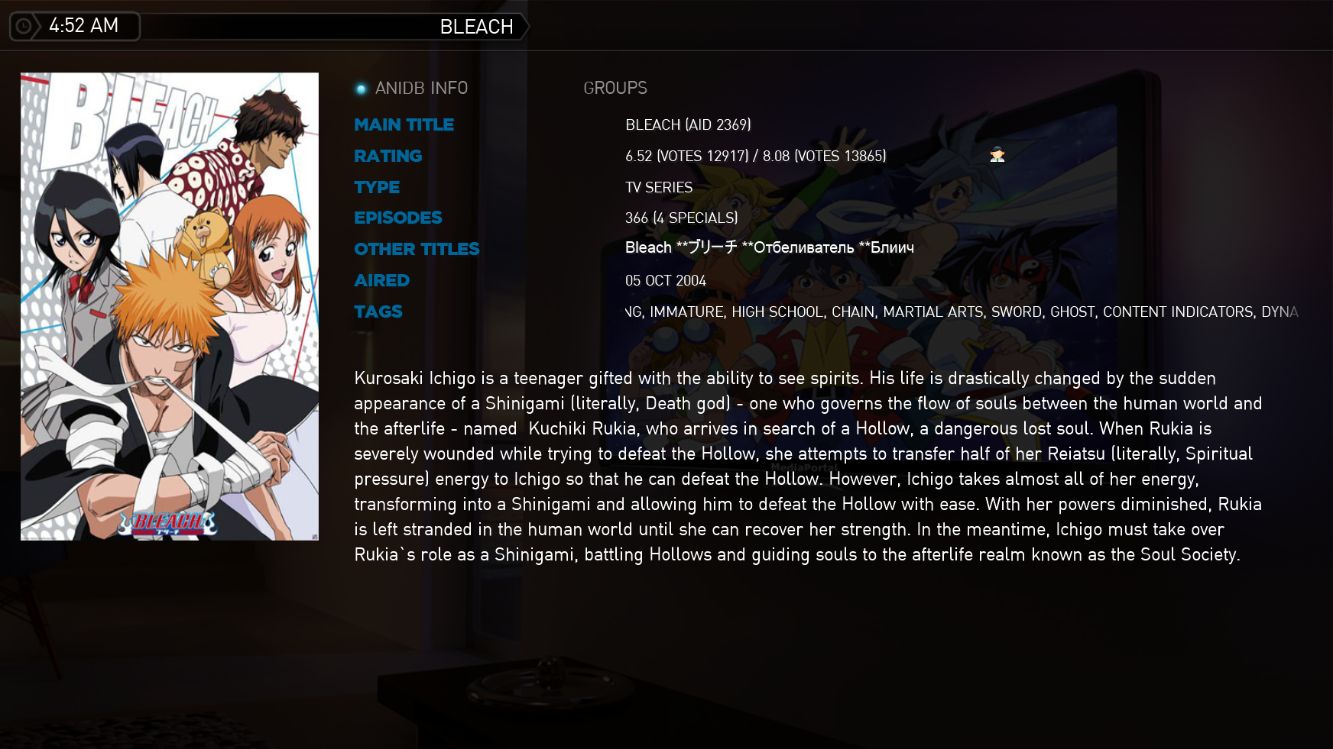 4:52 AM
BLEACH
BLEACH
BLEACH
ブリーチ
ANIDB INFO
GROUPS
MAIN TITLE BLEACH (AID 2369)
RATING 6.52 (VOTES 12917) / 8.08 (VOTES 13865)
TYPE TV SERIES
EPISODES 366 (4 SPECIALS)
OTHER TITLES Bleach **ブリーチ **Отбеливатель **Блиич
AIRED 05 OCT 2004
TAGS NG, IMMATURE, HIGH SCHOOL, CHAIN, MARTIAL ARTS, SWORD, GHOST, CONTENT INDICATORS, DYNA
Kurosaki Ichigo is a teenager gifted with the ability to see spirits. His life is drastically changed by the sudden
appearance of a Shinigami (literally, Death god) - one who governs the flow of souls between the human world and
the afterlife - named  Kuchiki Rukia, who arrives in search of a Hollow, a dangerous lost soul. When Rukia is
severely wounded while trying to defeat the Hollow, she attempts to transfer half of her Reiatsu (literally, Spiritual
pressure) energy to Ichigo so that he can defeat the Hollow. However, Ichigo takes almost all of her energy,
transforming into a Shinigami and allowing him to defeat the Hollow with ease. With her powers diminished, Rukia
is left stranded in the human world until she can recover her strength. In the meantime, Ichigo must take over
Rukia`s role as a Shinigami, battling Hollows and guiding souls to the afterlife realm known as the Soul Society.
MediaPortal